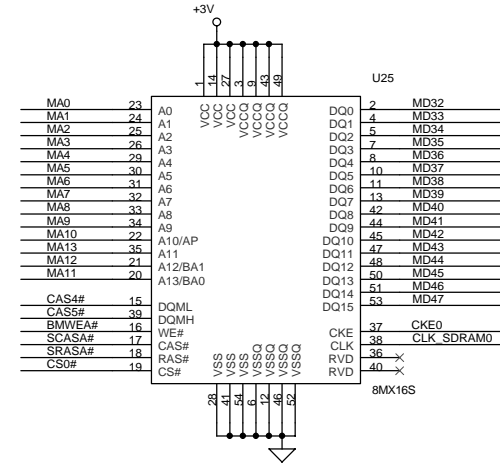 +3V
U25
1 14 27 3 9 43 49
VCC VCC VCC VCCQ VCCQ VCCQ VCCQ
MA0 23 A0 DQ0 2 MD32
MA1 24 A1 DQ1 4 MD33
MA2 25 A2 DQ2 5 MD34
MA3 26 A3 DQ3 7 MD35
MA4 29 A4 DQ4 8 MD36
MA5 30 A5 DQ5 10 MD37
MA6 31 A6 DQ6 11 MD38
MA7 32 A7 DQ7 13 MD39
MA8 33 A8 DQ8 42 MD40
MA9 34 A9 DQ9 44 MD41
MA10 22 A10/AP DQ10 45 MD42
MA13 35 A11 DQ11 47 MD43
MA12 21 A12/BA1 DQ12 48 MD44
MA11 20 A13/BA0 DQ13 50 MD45
DQ14 51 MD46
CAS4# 15 DQML DQ15 53 MD47
CAS5# 39 DQMH
BMWEA# 16 WE# CKE 37 CKE0
SCASA# 17 CAS# CLK 38 CLK_SDRAM0
SRASA# 18 RAS# RVD 36
CS0# 19 CS# RVD 40
VSS VSS VSS VSSQ VSSQ VSSQ VSSQ
28 41 54 6 12 46 52
8MX16S